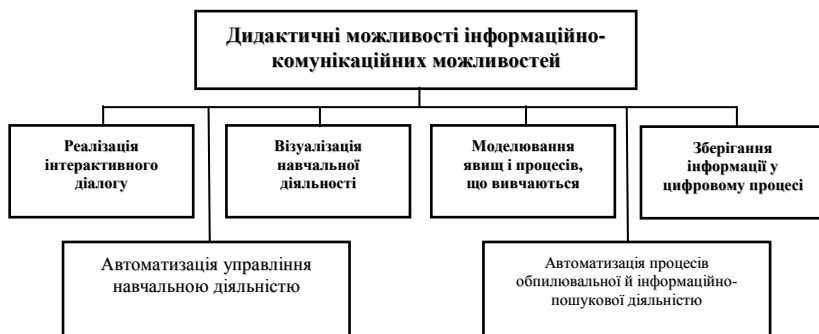 Дидактичні можливості інформаційно-
комунікаційних можливостей
Реалізація
інтерактивного
діалогу
Візуалізація
навчальної
діяльності
Моделювання
явищ і процесів,
що вивчаються
Зберігання
інформації у
цифровому процесі
Автоматизація управління
навчальною діяльністю
Автоматизація процесів
обпилювальної й інформаційно-
пошукової діяльністю